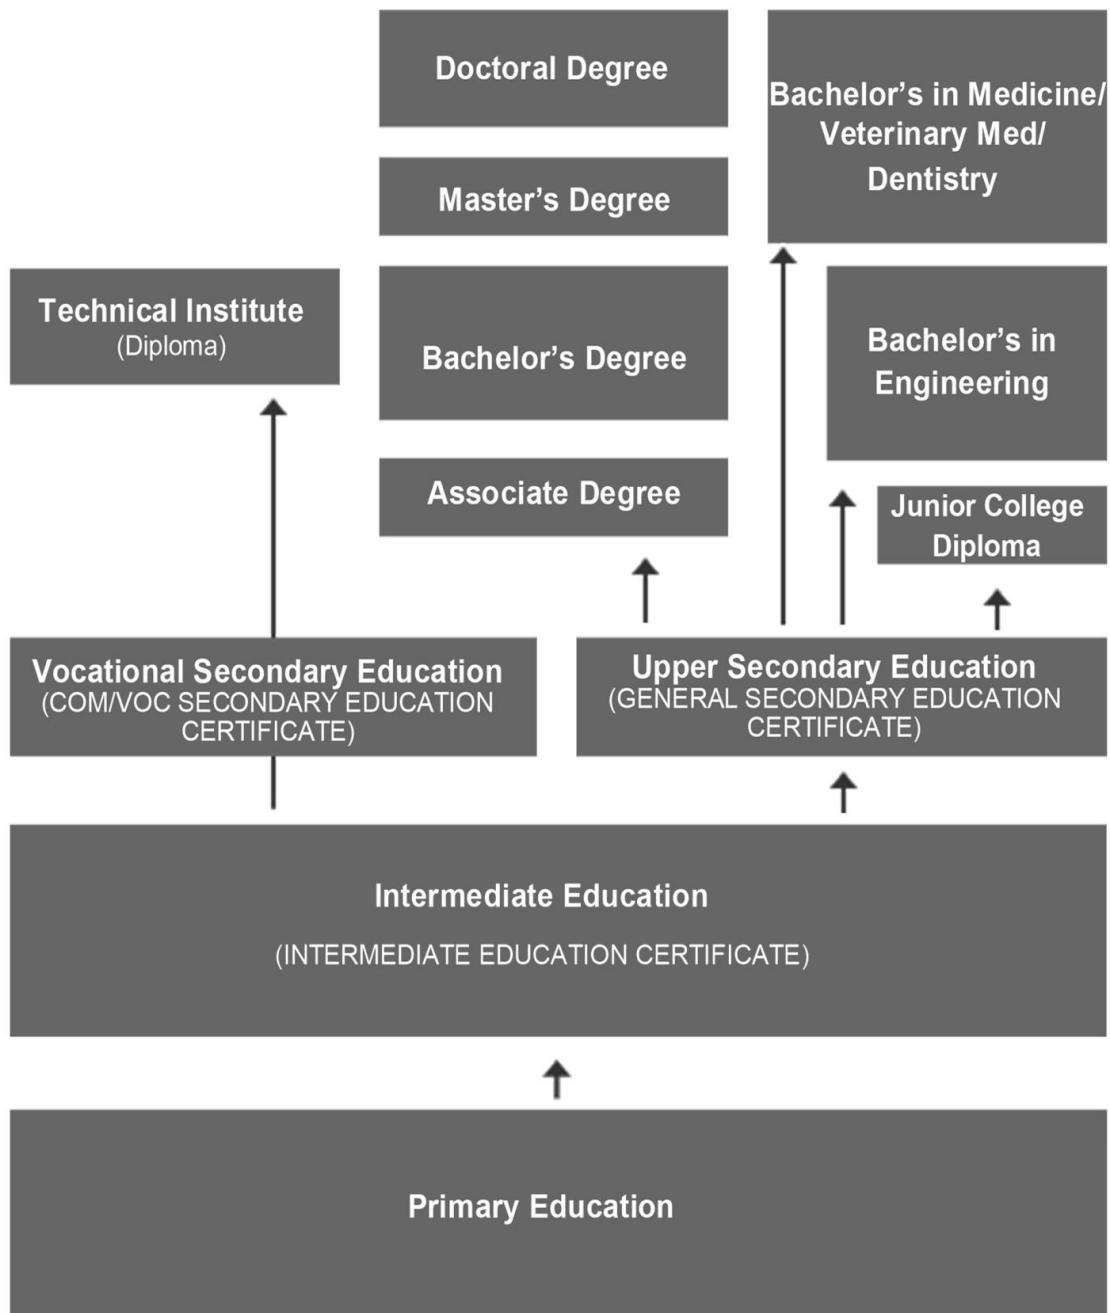 Doctoral Degree
Bachelor's in Medicine/
Veterinary Med/
Dentistry
Master's Degree
Technical Institute
(Diploma)
Bachelor's Degree
Bachelor's in
Engineering
Associate Degree
Junior College
Diploma
Vocational Secondary Education
(COM/VOC SECONDARY EDUCATION
CERTIFICATE)
Upper Secondary Education
(GENERAL SECONDARY EDUCATION
CERTIFICATE)
Intermediate Education
(INTERMEDIATE EDUCATION CERTIFICATE)
Primary Education